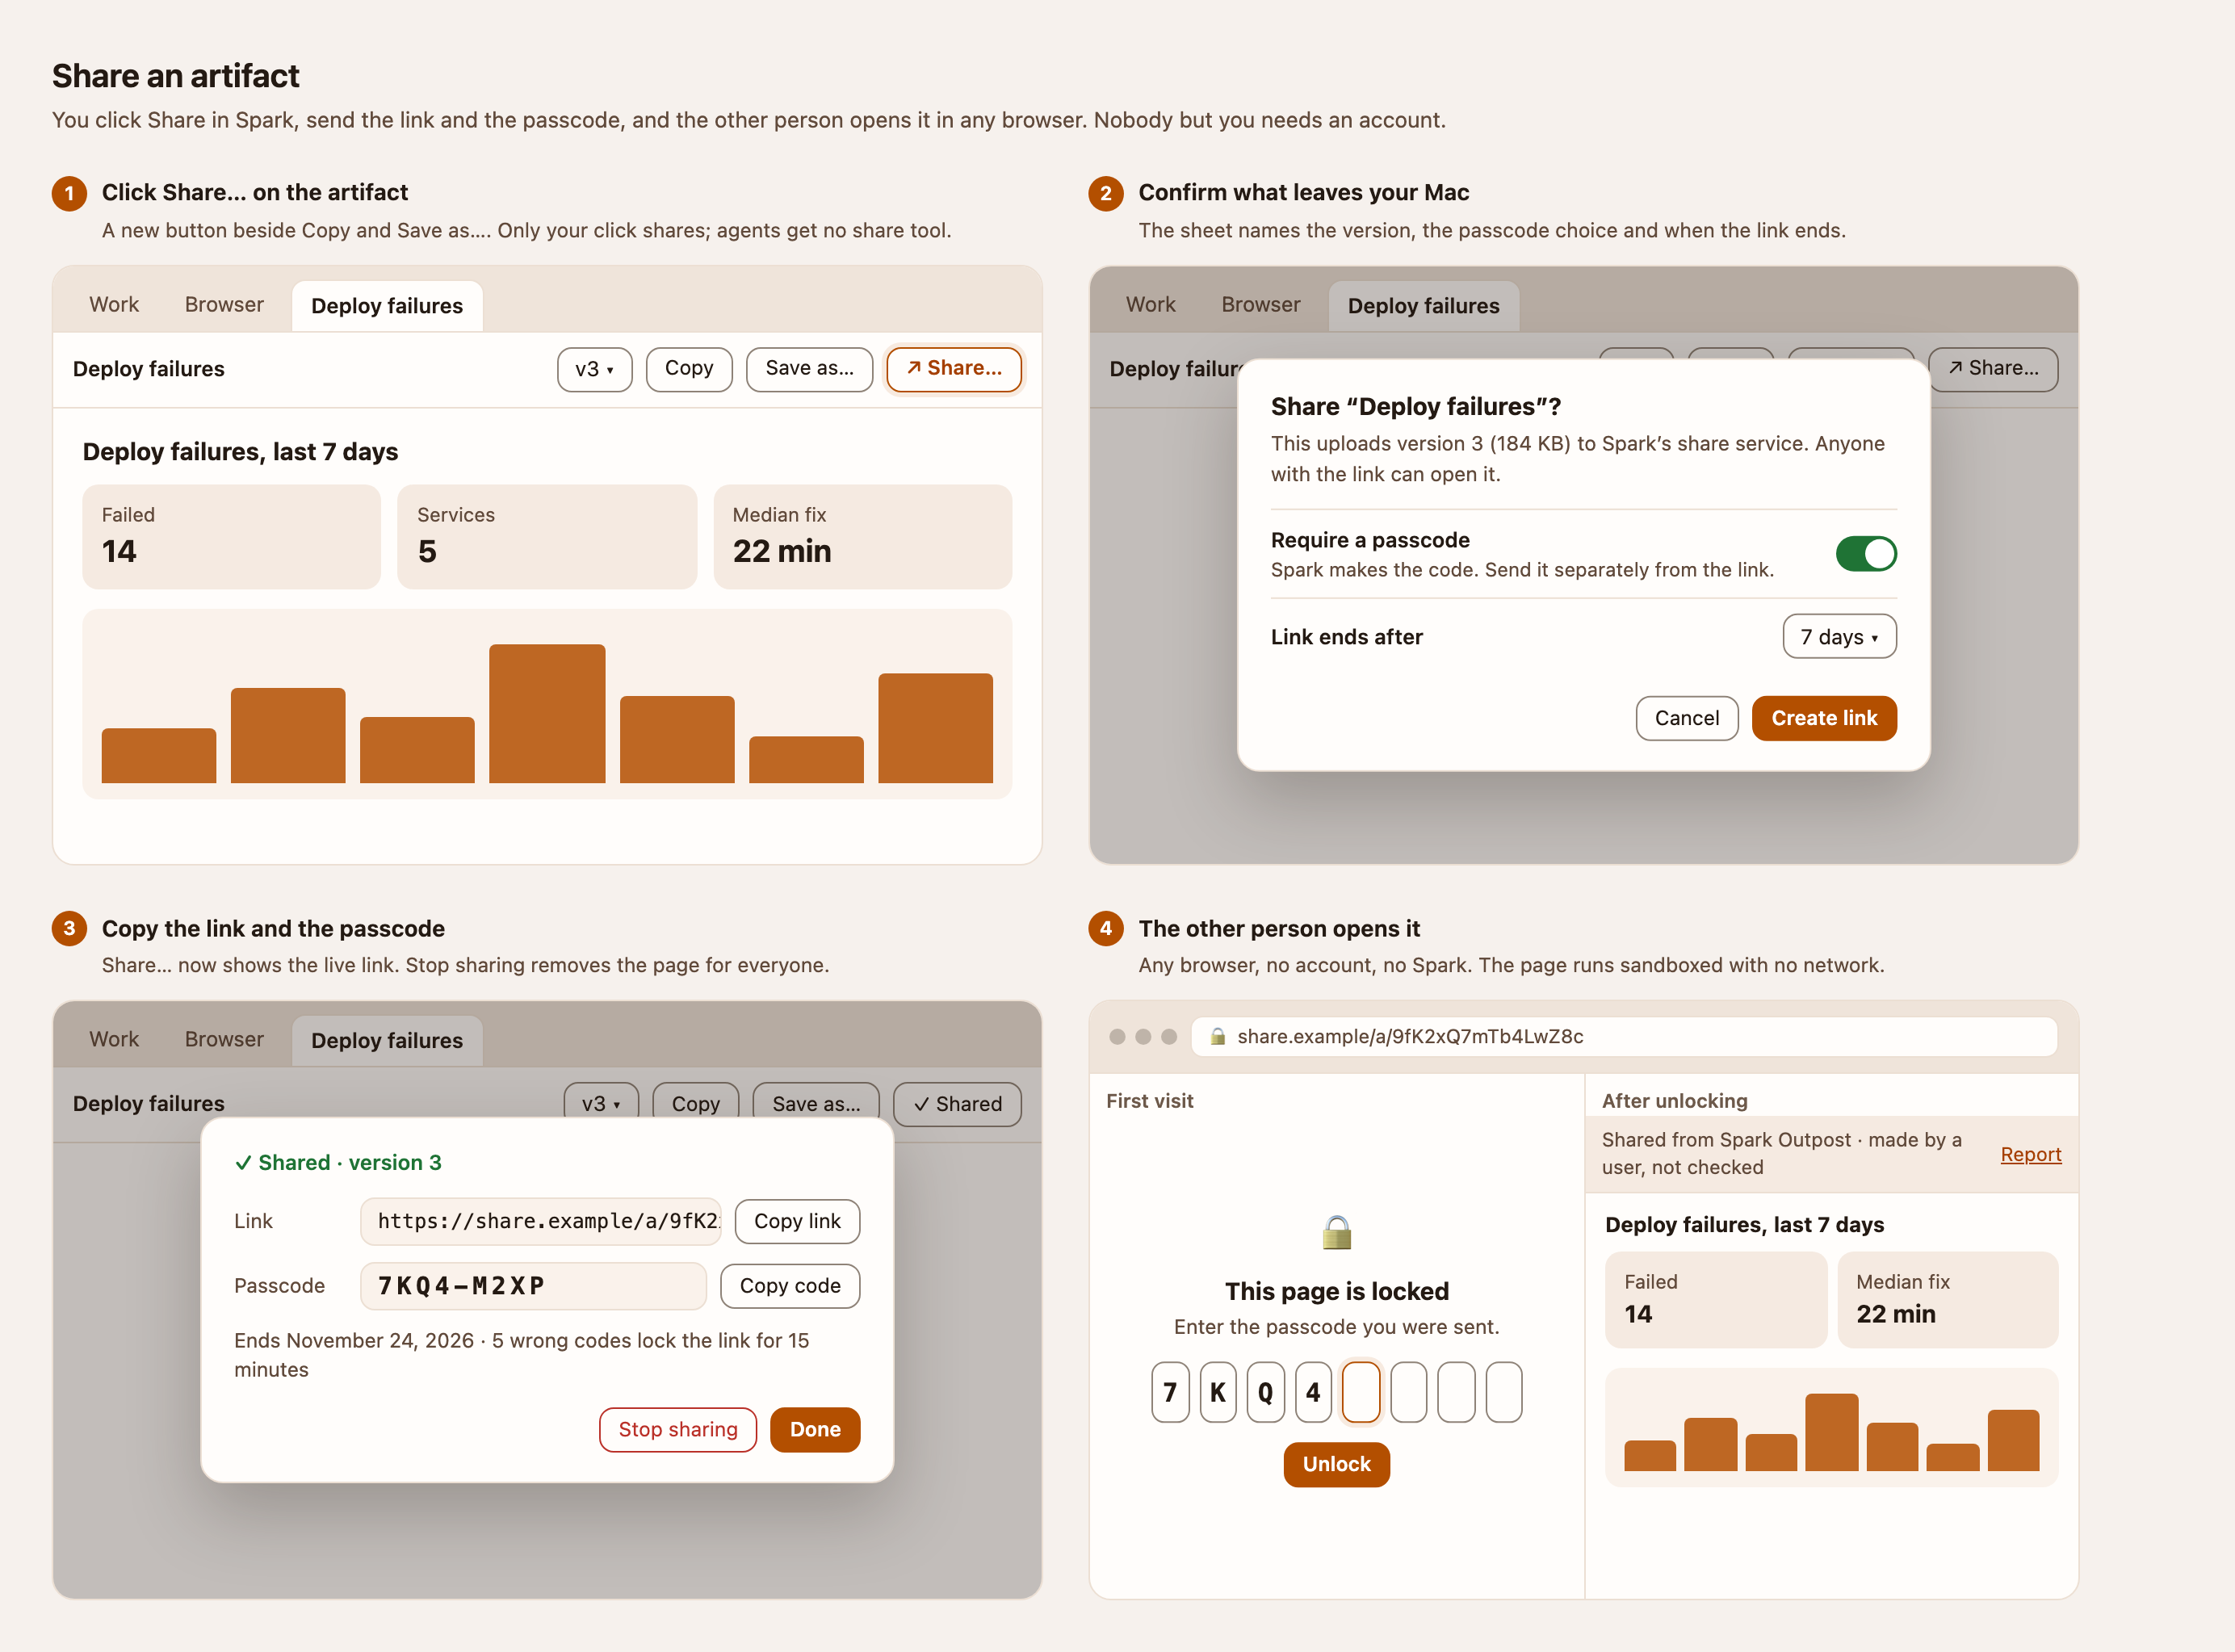 Share an artifact
You click Share in Spark, send the link and the passcode, and the other person opens it in any browser. Nobody but you needs an account.
1 Click Share… on the artifact
A new button beside Copy and Save as…. Only your click shares; agents get no share tool.
Work Browser Deploy failures
Deploy failures v3 ▾ Copy Save as… ↗ Share…
Deploy failures, last 7 days
Failed Services Median fix
14 5 22 min
2 Confirm what leaves your Mac
The sheet names the version, the passcode choice and when the link ends.
Work Browser Deploy failures
Deploy ↗ Share…
Share “Deploy failures”?
This uploads version 3 (184 KB) to Spark’s share service. Anyone
with the link can open it.
Require a passcode
Spark makes the code. Send it separately from the link.
Link ends after 7 days ▾
Cancel Create link
3 Copy the link and the passcode
Share… now shows the live link. Stop sharing removes the page for everyone.
Work Browser Deploy failures
Deploy failures v3 ▾ Copy Save as… ✓ Shared
✓ Shared · version 3
Link https://share.example/a/9fK2 Copy link
Passcode 7KQ4–M2XP Copy code
Ends November 24, 2026 · 5 wrong codes lock the link for 15
minutes
Stop sharing Done
4 The other person opens it
Any browser, no account, no Spark. The page runs sandboxed with no network.
share.example/a/9fK2xQ7mTb4LwZ8c
First visit
This page is locked
Enter the passcode you were sent.
7 K Q 4
Unlock
After unlocking
Shared from Spark Outpost · made by a
user, not checked
Report
Deploy failures, last 7 days
Failed Median fix
14 22 min